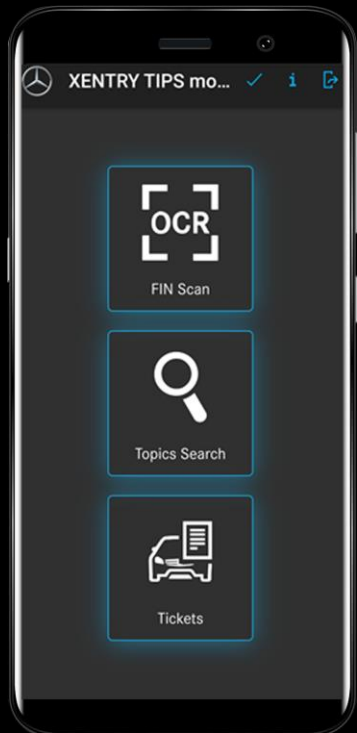 XENTRY TIPS mo...
i
OCR
FIN Scan
Topics Search
Tickets